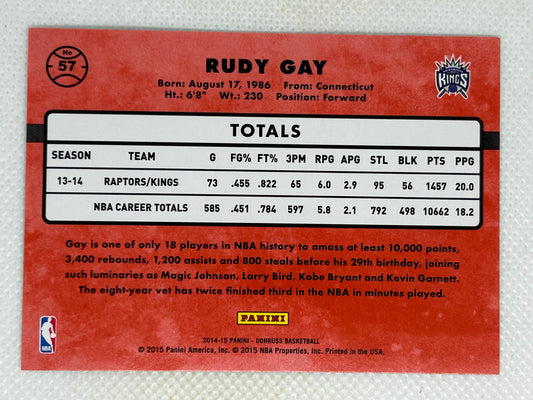 No
57
RUDY GAY
Born: August 17, 1986 From: Connecticut
Ht.: 6'8" Wt.: 230 Position: Forward
KINGS
TOTALS
SEASON TEAM G FG% FT% 3PM RPG APG STL BLK PTS PPG
13-14 RAPTORS/KINGS 73 .455 .822 65 6.0 2.9 95 56 1457 20.0
NBA CAREER TOTALS 585 .451 .784 597 5.8 2.1 792 498 10662 18.2
Gay is one of only 18 players in NBA history to amass at least 10,000 points,
3,400 rebounds, 1,200 assists and 800 steals before his 29th birthday, joining
such luminaries as Magic Johnson, Larry Bird, Kobe Bryant and Kevin Garnett.
The eight-year vet has twice finished third in the NBA in minutes played.
PANINI
NBA
2014-15 PANINI - DONRUSS BASKETBALL
© 2015 Panini America, Inc. © 2015 NBA Properties, Inc. Printed in the USA.